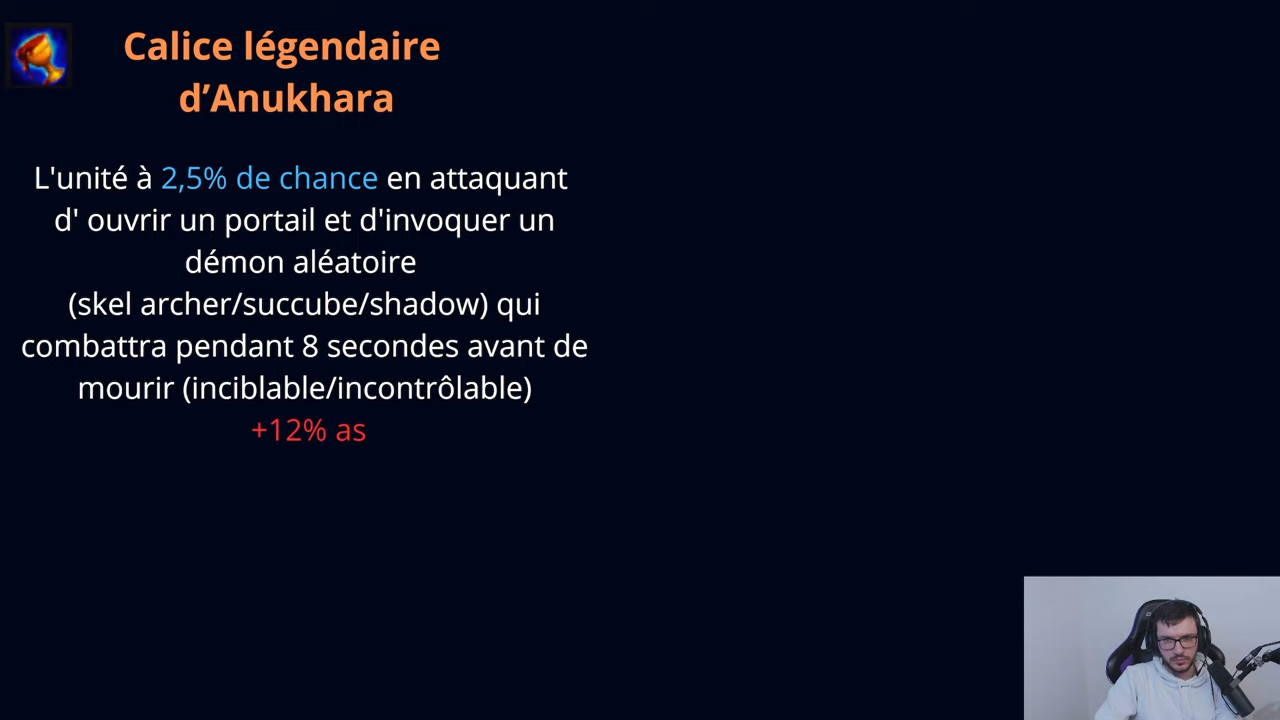 Calice légendaire
d’Anukhara
L'unité à 2,5% de chance en attaquant
d' ouvrir un portail et d'invoquer un
démon aléatoire
(skel archer/succube/shadow) qui
combattra pendant 8 secondes avant de
mourir (inciblable/incontrôlable)
+12% as